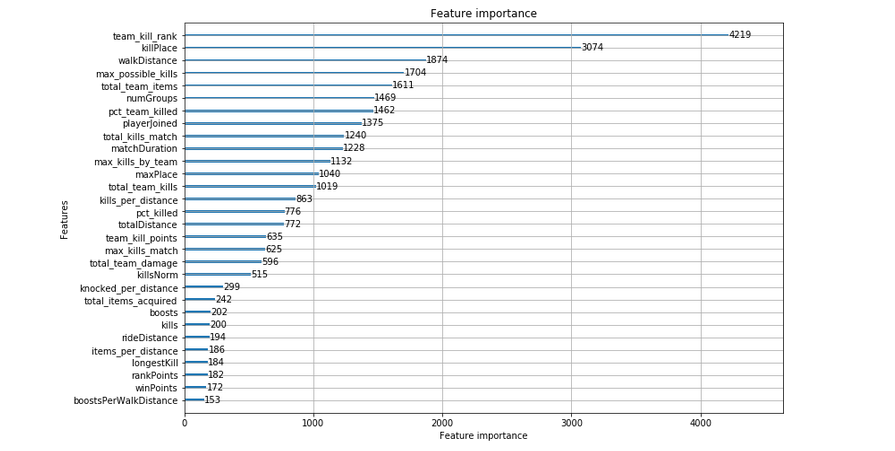 Feature importance
team_kill_rank 4219
killPlace 3074
walkDistance 1874
max_possible_kills 1704
total_team_items 1611
numGroups 1469
pct_team_killed 1462
playerJoined 1375
total_kills_match 1240
matchDuration 1228
max_kills_by_team 1132
maxPlace 1040
total_team_kills 1019
kills_per_distance 863
pct_killed 776
totalDistance 772
team_kill_points 635
max_kills_match 625
total_team_damage 596
killsNorm 515
knocked_per_distance 299
total_items_acquired 242
boosts 202
kills 200
rideDistance 194
items_per_distance 186
longestKill 184
rankPoints 182
winPoints 172
boostsPerWalkDistance 153
Features
0 1000 2000 3000 4000
Feature importance